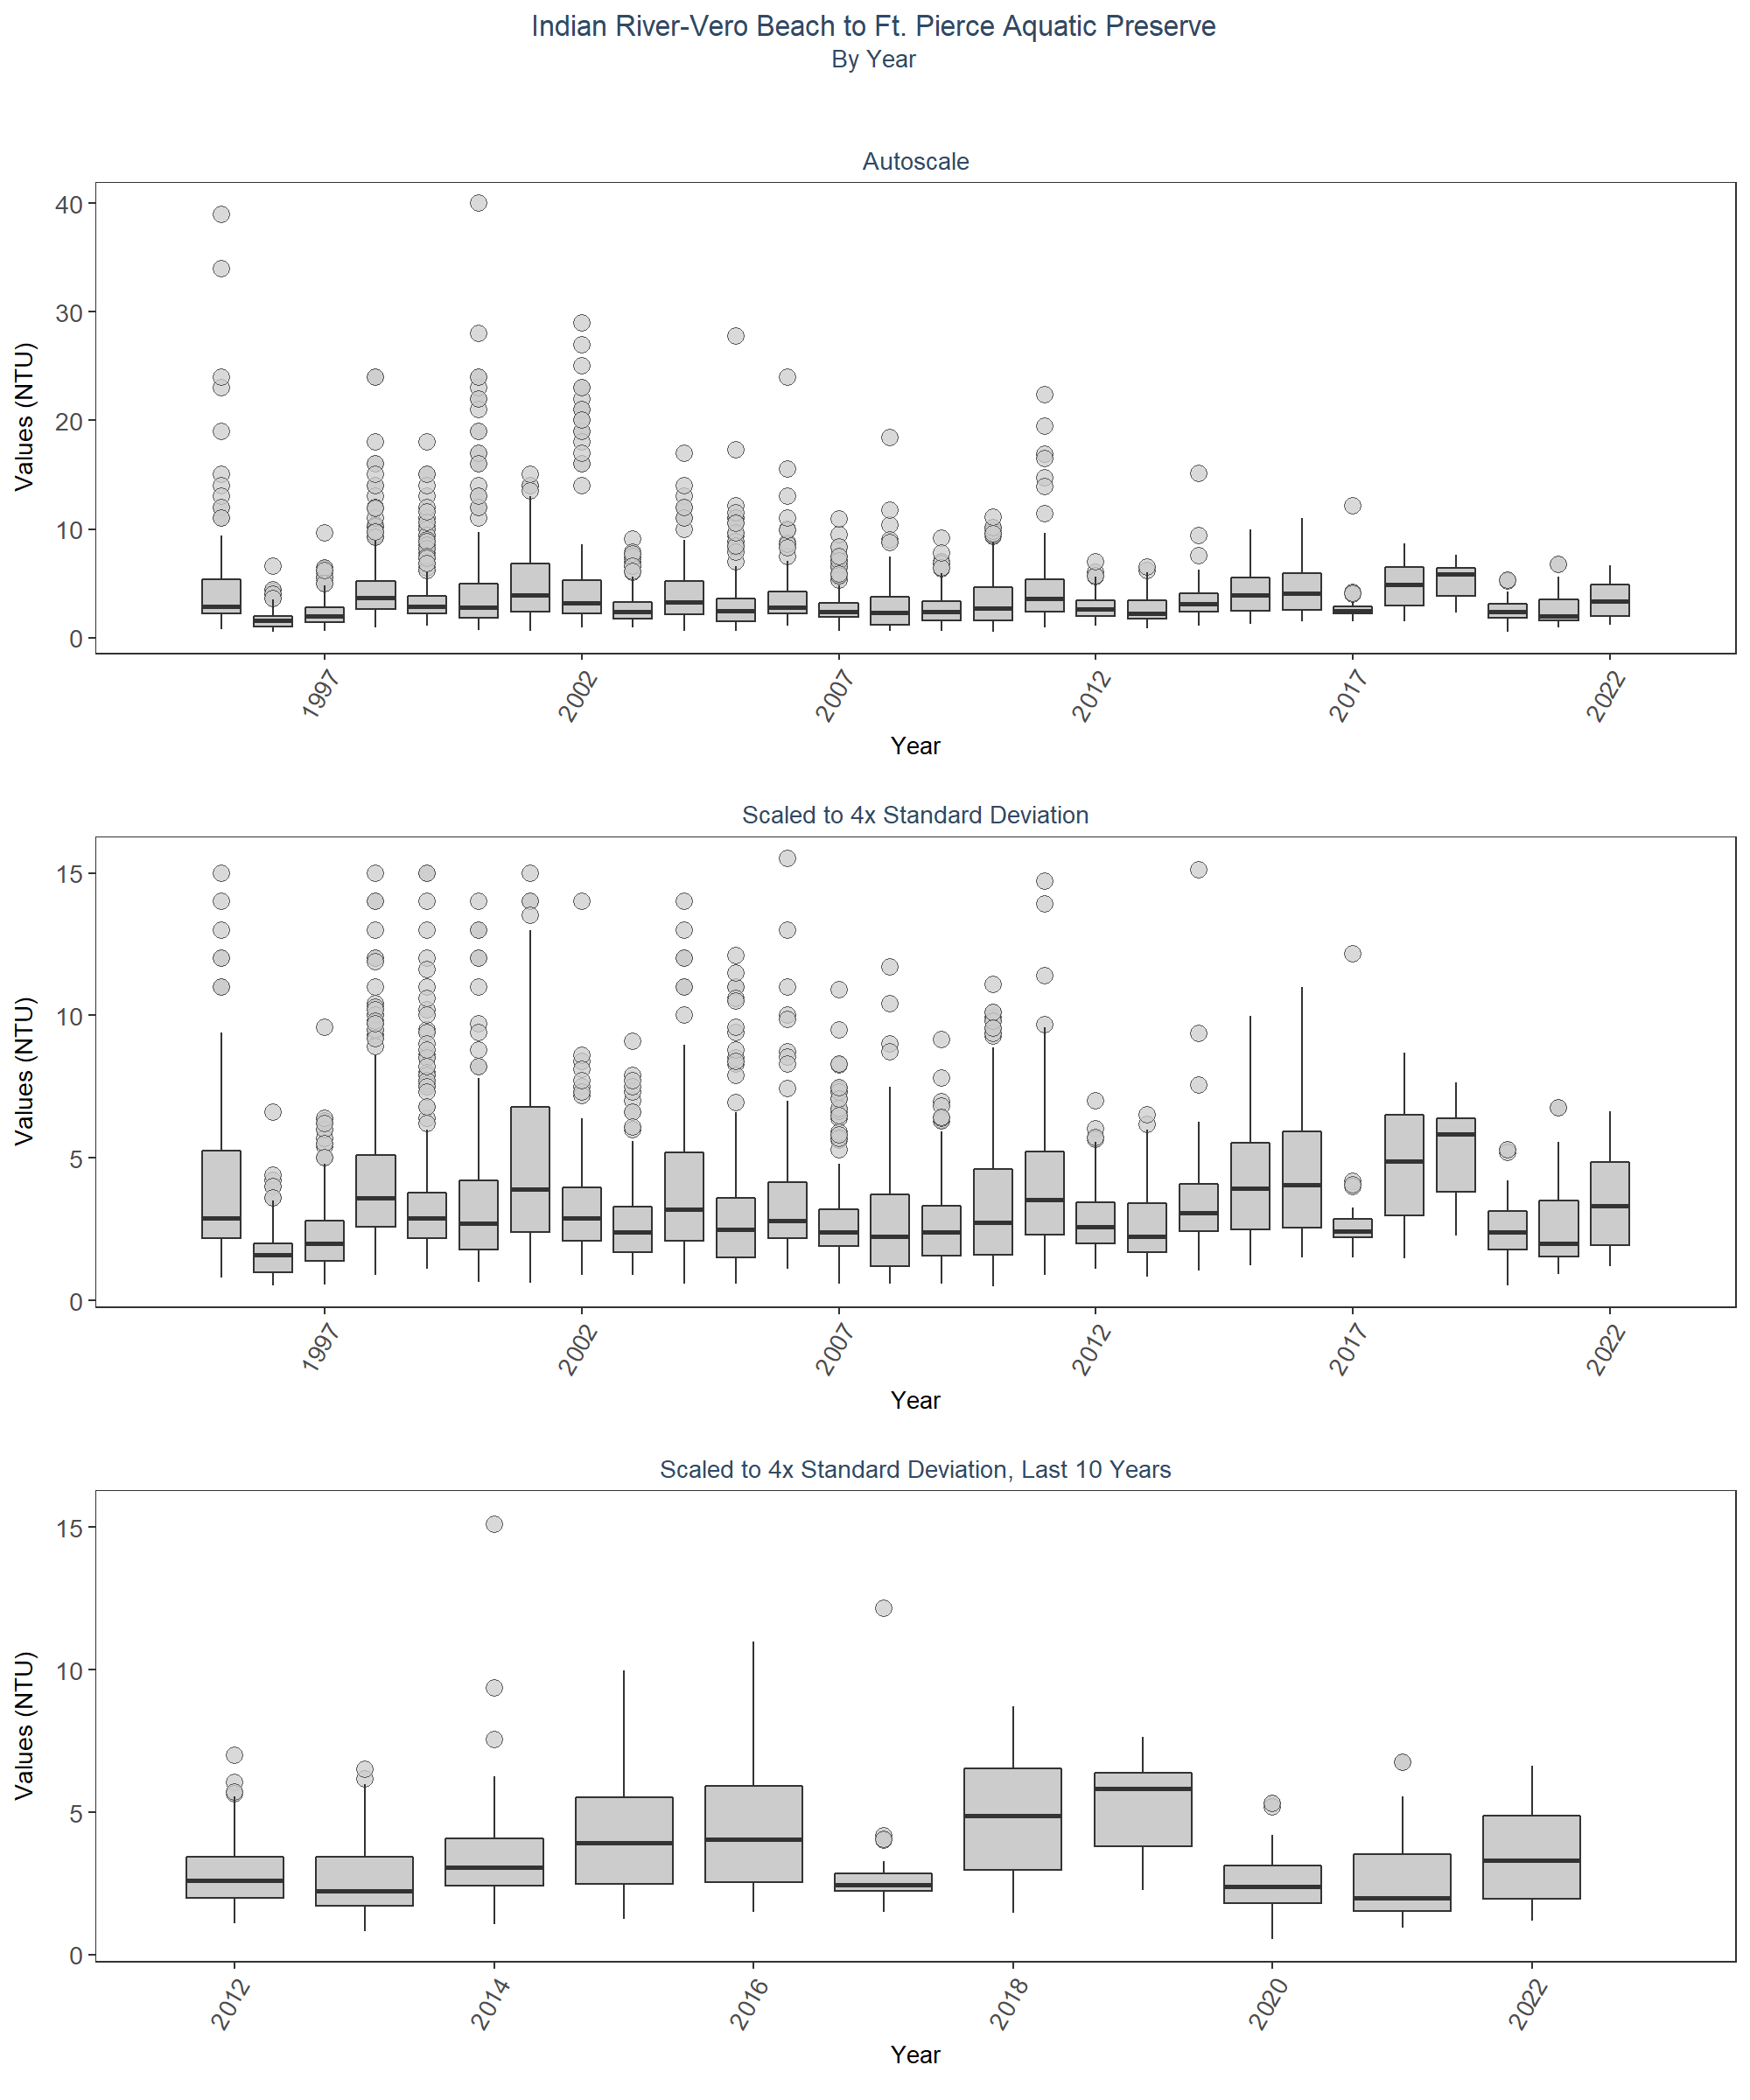 Indian River-Vero Beach to Ft. Pierce Aquatic Preserve
By Year
Autoscale
Values (NTU)
40
30
20
10
0
1997
2002
2007
2012
2017
2022
Year
Scaled to 4x Standard Deviation
Values (NTU)
15
10
5
0
1997
2002
2007
2012
2017
2022
Year
Scaled to 4x Standard Deviation, Last 10 Years
Values (NTU)
15
10
5
0
2012
2014
2016
2018
2020
2022
Year